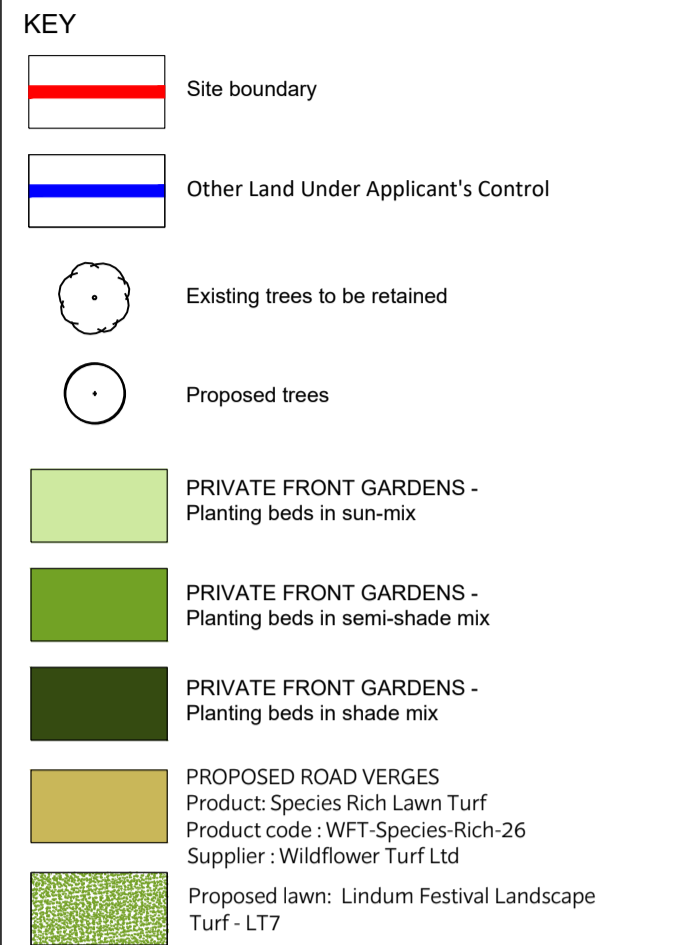 KEY
Site boundary
Other Land Under Applicant's Control
Existing trees to be retained
Proposed trees
PRIVATE FRONT GARDENS -
Planting beds in sun-mix
PRIVATE FRONT GARDENS -
Planting beds in semi-shade mix
PRIVATE FRONT GARDENS -
Planting beds in shade mix
PROPOSED ROAD VERGES
Product: Species Rich Lawn Turf
Product code : WFT-Species-Rich-26
Supplier : Wildflower Turf Ltd
Proposed lawn: Lindum Festival Landscape
Turf - LT7